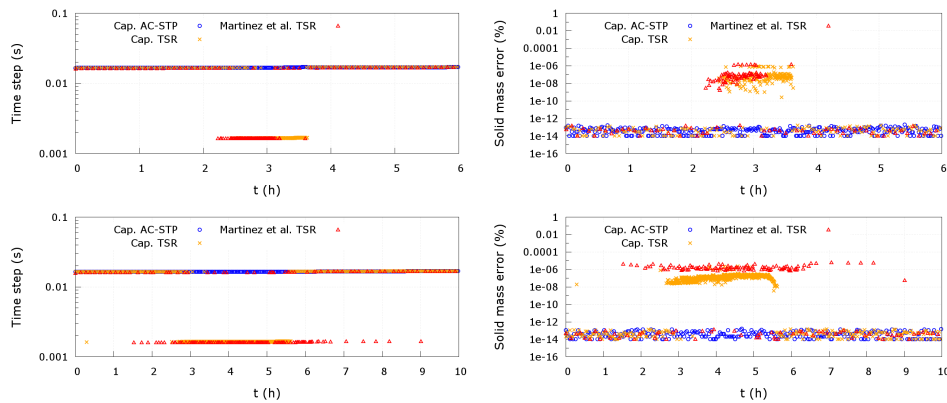 0.1
0.01
0.001
Time step (s)
Cap. AC-STP
Cap. TSR
Martinez et al. TSR
0 1 2 3 4 5 6
t (h)
1
0.01
0.0001
1e-06
1e-08
1e-10
1e-12
1e-14
1e-16
Solid mass error (%)
Cap. AC-STP
Cap. TSR
Martinez et al. TSR
0 1 2 3 4 5 6
t (h)
0.1
0.01
0.001
Time step (s)
Cap. AC-STP
Cap. TSR
Martinez et al. TSR
0 1 2 3 4 5 6 7 8 9 10
t (h)
1
0.01
0.0001
1e-06
1e-08
1e-10
1e-12
1e-14
1e-16
Solid mass error (%)
Cap. AC-STP
Cap. TSR
Martinez et al. TSR
0 1 2 3 4 5 6 7 8 9 10
t (h)